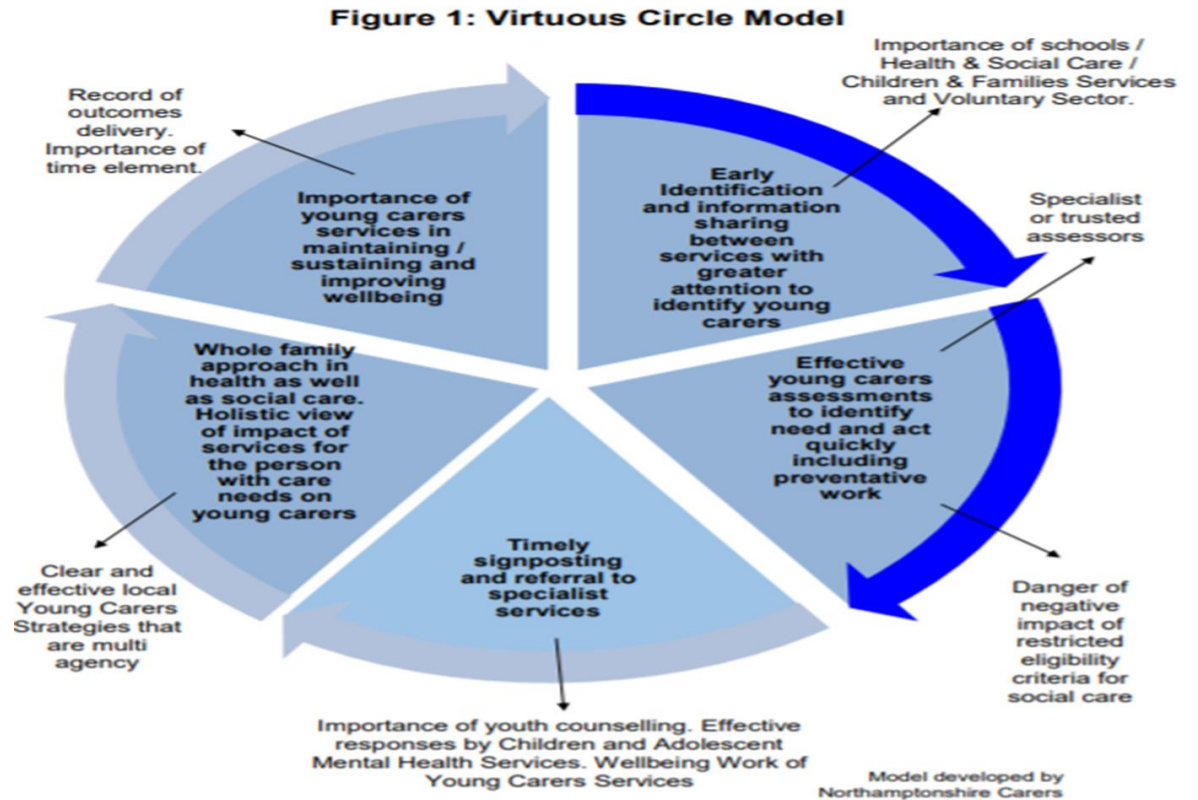 Figure 1: Virtuous Circle Model
Importance of schools /
Health & Social Care /
Children & Families Services
and Voluntary Sector.
Early
Identification
and information
sharing
between
services with
greater
attention to
identify young
carers
Specialist
or trusted
assessors
Effective
young carers
assessments
to identify
need and act
quickly
including
preventative
work
Danger of
negative
impact of
restricted
eligibility
criteria for
social care
Timely
signposting
and referral to
specialist
services
Importance of youth counselling. Effective
responses by Children and Adolescent
Mental Health Services. Wellbeing Work of
Young Carers Services
Whole family
approach in
health as well
as social care.
Holistic view
of impact of
services for
the person
with care
needs on
young carers
Clear and
effective local
Young Carers
Strategies that
are multi
agency
Importance of
young carers
services in
maintaining /
sustaining and
improving
wellbeing
Record of
outcomes
delivery.
Importance of
time element.
Model developed by
Northamptonshire Carers